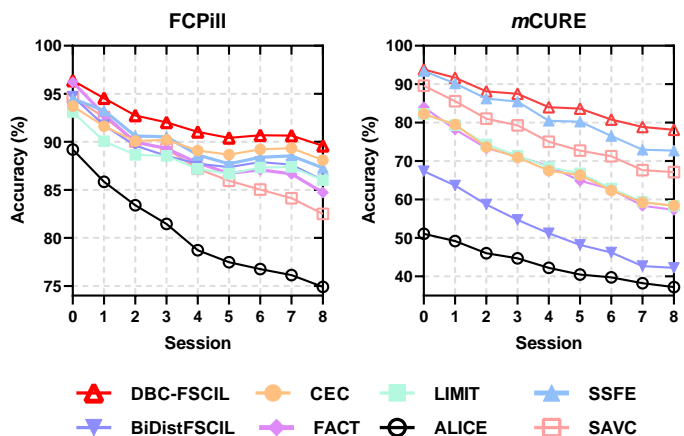 FCPill
Accuracy (%)
100
95
90
85
80
75
0 1 2 3 4 5 6 7 8
Session
mCURE
Accuracy (%)
100
90
80
70
60
50
40
0 1 2 3 4 5 6 7 8
Session
DBC-FSCIL CEC LIMIT SSFE
BiDistFSCIL FACT ALICE SAVC